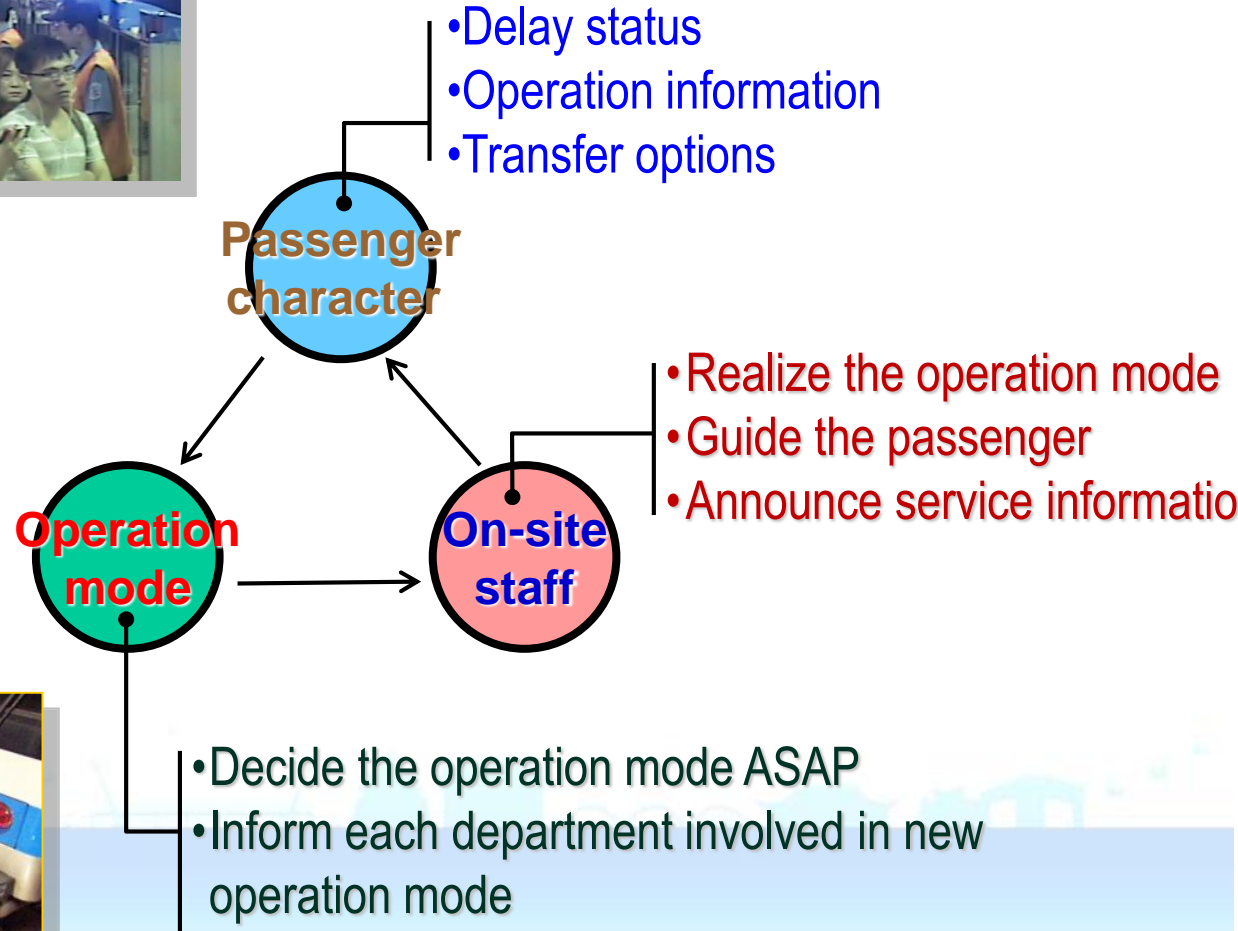 •Delay status
•Operation information
•Transfer options
Passenger
character
•Realize the operation mode
•Guide the passenger
•Announce service informatio
Operation
mode
On-site
staff
•Decide the operation mode ASAP
•Inform each department involved in new
operation mode